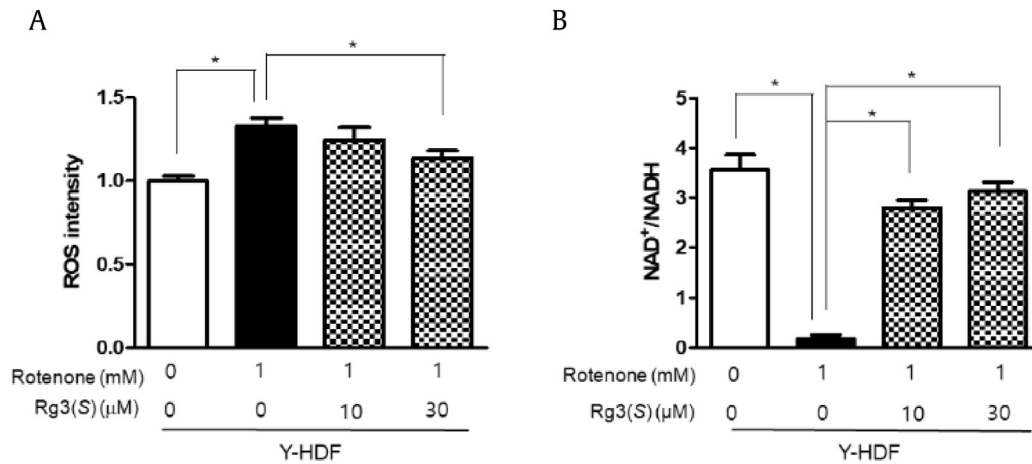 A
*
*
ROS intensity
1.5
1.0
0.5
0.0
Rotenone (mM) 0 1 1 1
Rg3(S) (μM) 0 0 10 30
Y-HDF
B
*
*
*
NAD+/NADH
5
4
3
2
1
0
Rotenone (mM) 0 1 1 1
Rg3(S) (μM) 0 0 10 30
Y-HDF